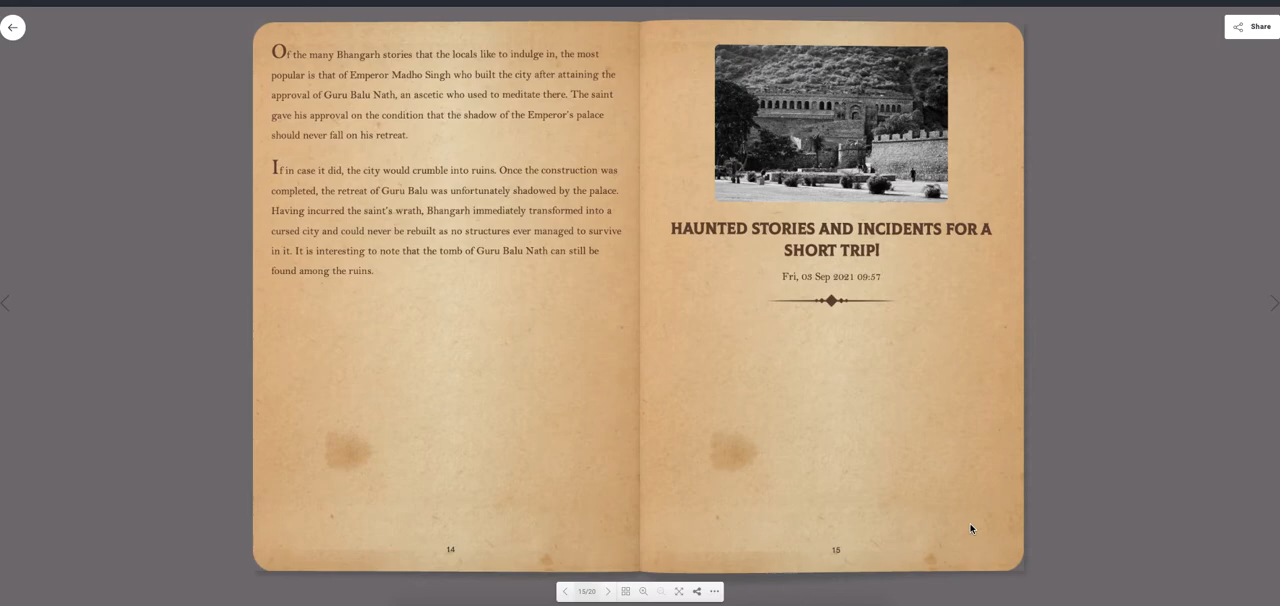 Share
Of the many Bhangarh stories that the locals like to indulge in, the most
popular is that of Emperor Madho Singh who built the city after attaining the
approval of Guru Balu Nath, an ascetic who used to meditate there. The saint
gave his approval on the condition that the shadow of the Emperor's palace
should never fall on his retreat.
If in case it did, the city would crumble into ruins. Once the construction was
completed, the retreat of Guru Balu was unfortunately shadowed by the palace.
Having incurred the saint's wrath, Bhangarh immediately transformed into a
cursed city and could never be rebuilt as no structures ever managed to survive
in it. It is interesting to note that the tomb of Guru Balu Nath can still be
found among the ruins.
14
HAUNTED STORIES AND INCIDENTS FOR A
SHORT TRIP!
Fri, 03 Sep 2021 09:57
15
15/20